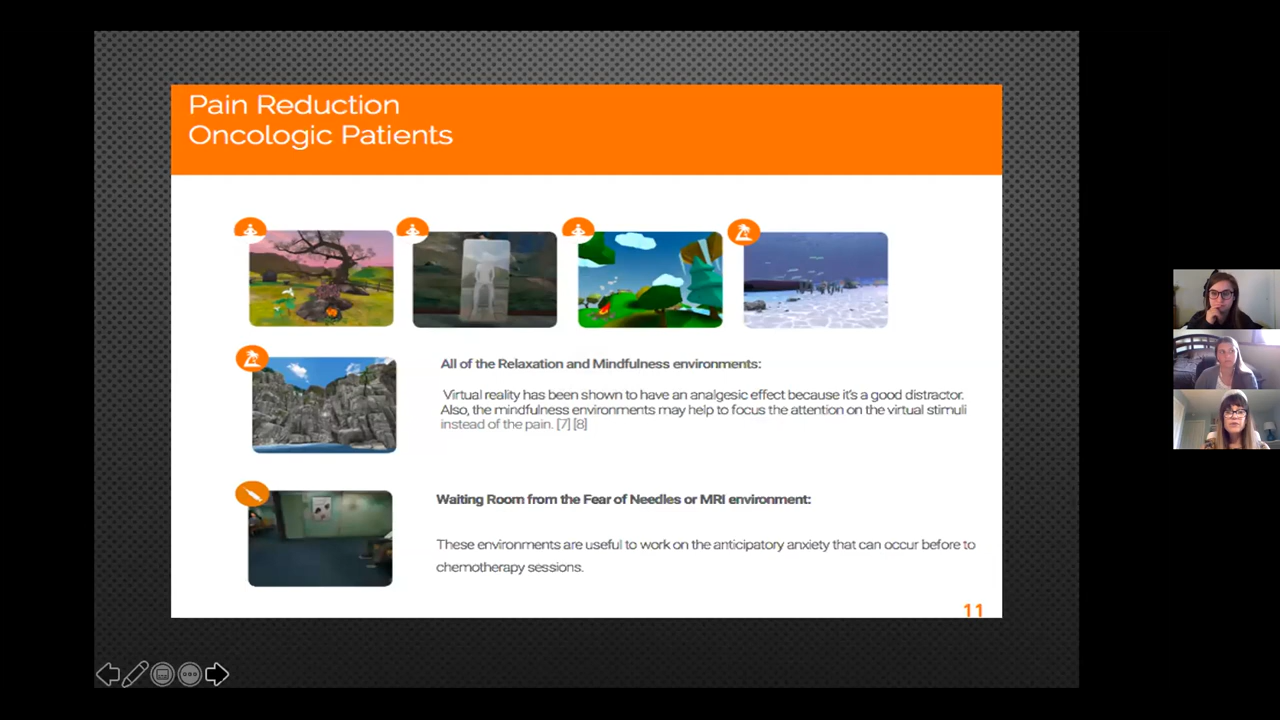 Pain Reduction
Oncologic Patients
All of the Relaxation and Mindfulness environments:
Virtual reality has been shown to have an analgesic effect because it's a good distractor.
Also, the mindfulness environments may help to focus the attention on the virtual stimuli
instead of the pain. [7] [8]
Waiting Room from the Fear of Needles or MRI environment:
These environments are useful to work on the anticipatory anxiety that can occur before to
chemotherapy sessions.
11